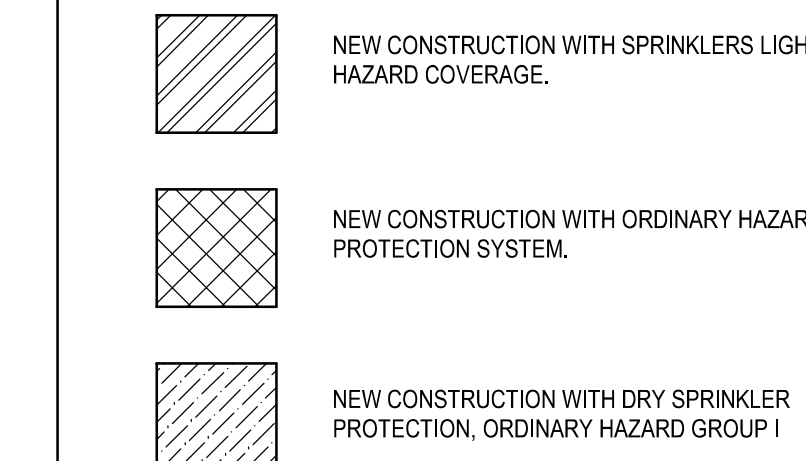 NEW CONSTRUCTION WITH SPRINKLERS LIGH
HAZARD COVERAGE.
NEW CONSTRUCTION WITH ORDINARY HAZAR
PROTECTION SYSTEM.
NEW CONSTRUCTION WITH DRY SPRINKLER
PROTECTION, ORDINARY HAZARD GROUP I